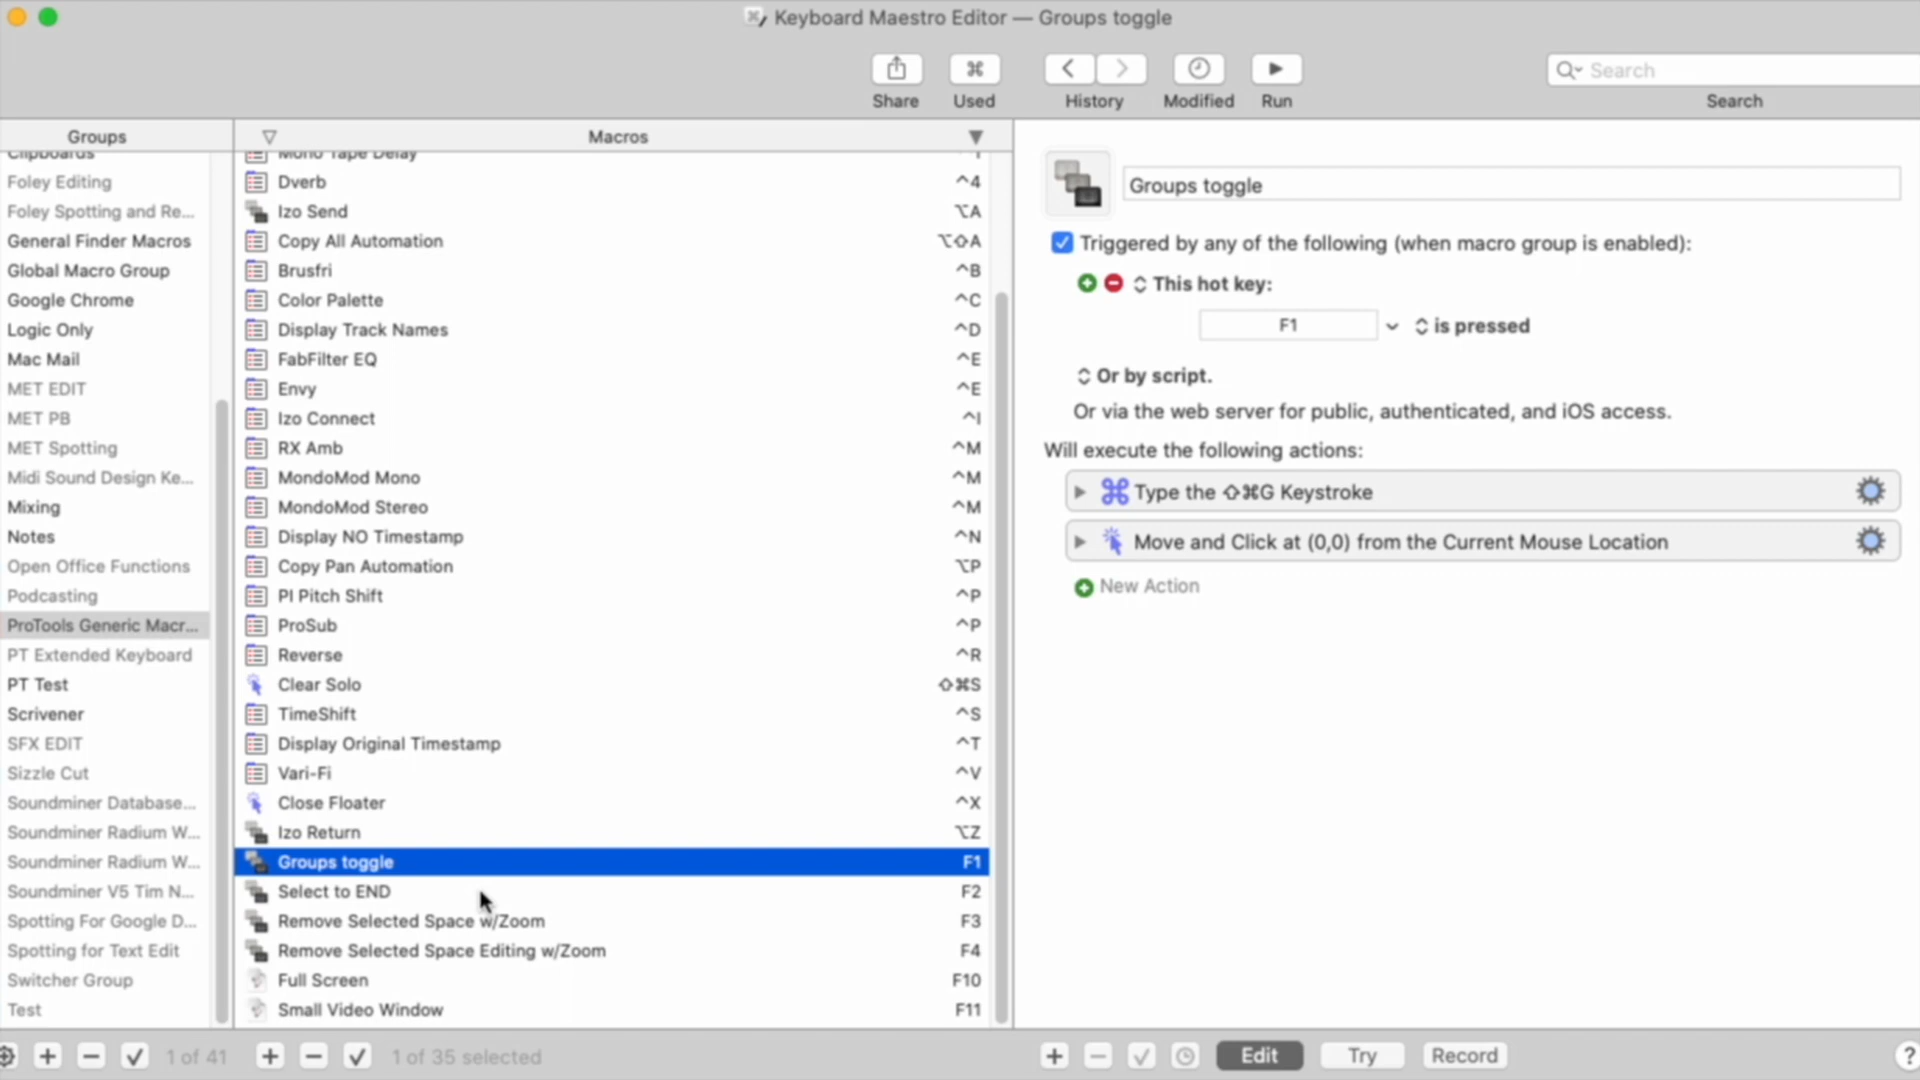 Keyboard Maestro Editor — Groups toggle
Share
Used
History
Modified
Run
Search
Search
Groups
Macros
Clipboards
Foley Editing
Foley Spotting and Re...
General Finder Macros
Global Macro Group
Google Chrome
Logic Only
Mac Mail
MET EDIT
MET PB
MET Spotting
Midi Sound Design Ke...
Mixing
Notes
Open Office Functions
Podcasting
ProTools Generic Macr...
PT Extended Keyboard
PT Test
Scrivener
SFX EDIT
Sizzle Cut
Soundminer Database...
Soundminer Radium W...
Soundminer Radium W...
Soundminer V5 Tim N...
Spotting For Google D...
Spotting for Text Edit
Switcher Group
Test
1 of 41
Mono Tape Delay
Dverb ^4
Izo Send ⌥A
Copy All Automation ⌥⇧A
Brusfri ^B
Color Palette ^C
Display Track Names ^D
FabFilter EQ ^E
Envy ^E
Izo Connect ^I
RX Amb ^M
MondoMod Mono ^M
MondoMod Stereo ^M
Display NO Timestamp ^N
Copy Pan Automation ⌥P
PI Pitch Shift ^P
ProSub ^P
Reverse ^R
Clear Solo ⇧⌘S
TimeShift ^S
Display Original Timestamp ^T
Vari-Fi ^V
Close Floater ^X
Izo Return ⌥Z
Groups toggle F1
Select to END F2
Remove Selected Space w/Zoom F3
Remove Selected Space Editing w/Zoom F4
Full Screen F10
Small Video Window F11
1 of 35 selected
Groups toggle
Triggered by any of the following (when macro group is enabled):
This hot key:
F1 is pressed
Or by script.
Or via the web server for public, authenticated, and iOS access.
Will execute the following actions:
Type the ⇧⌘G Keystroke
Move and Click at (0,0) from the Current Mouse Location
New Action
Edit
Try
Record
?